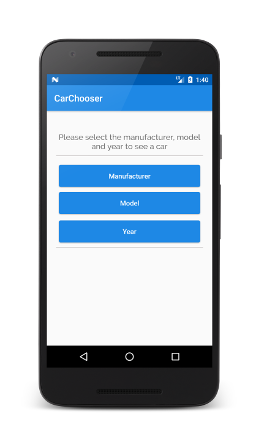 1:40
CarChooser
Please select the manufacturer, model
and year to see a car
Manufacturer
Model
Year